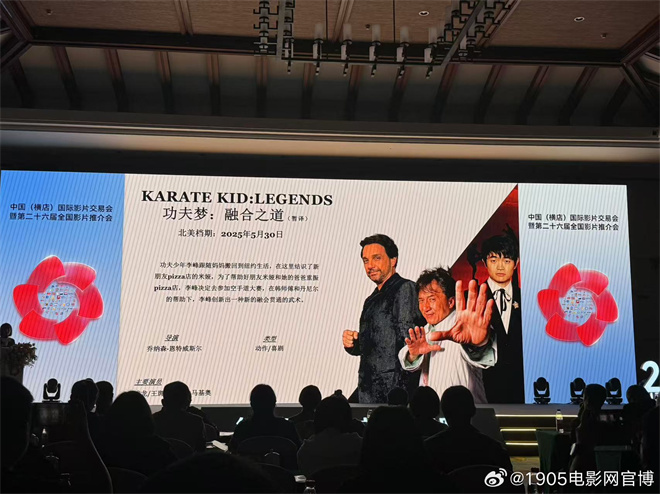 中国（横店）国际影片交易会
暨第二十六届全国影片推介会
KARATE KID:LEGENDS
功夫梦：融合之道（暂译）
北美档期：2025年5月30日
功夫少年李峰跟随妈妈搬回到纽约生活，在这里结识了新
朋友pizza店的米娅，为了帮助好朋友米娅和她的爸爸重振
pizza店，李峰决定去参加空手道大赛，在韩师傅和丹尼尔
的帮助下，李峰创新出一种新的融会贯通的武术。
导演
乔纳森·恩特威斯尔
类型
动作/喜剧
主要演员
龙/王
马基奥
中国（横店）国际影片交易会
暨第二十六届全国影片推介会
2
@1905电影网官博